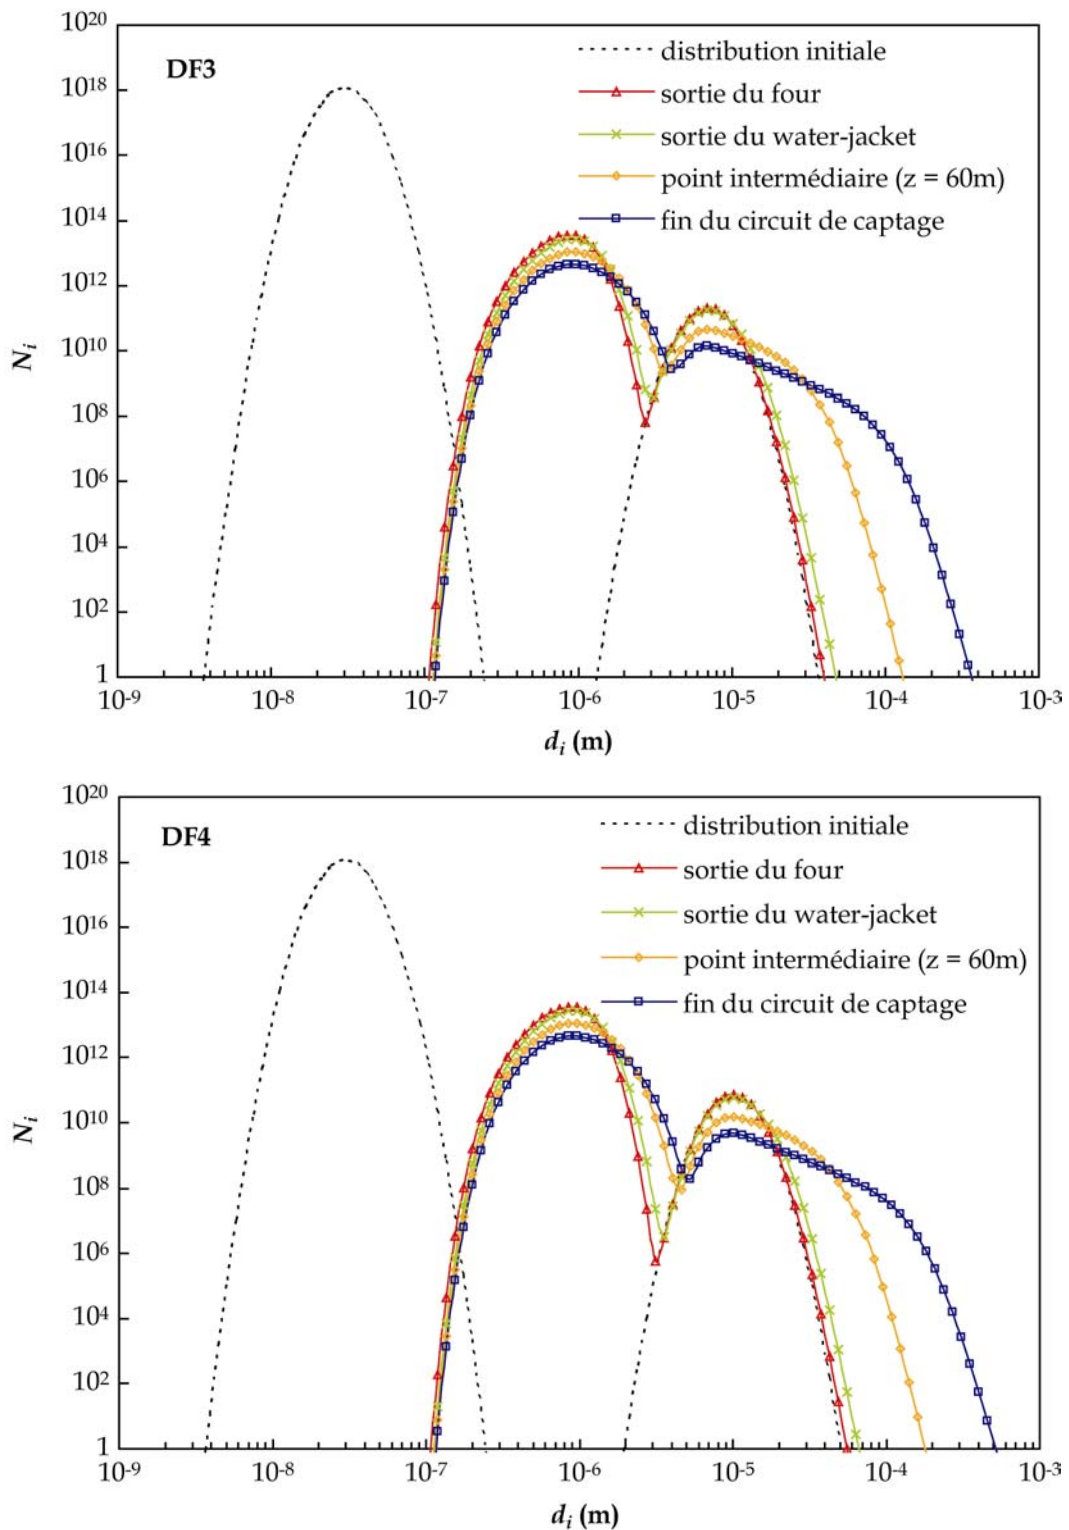 DF3
distribution initiale
sortie du four
sortie du water-jacket
point intermédiaire (z = 60m)
fin du circuit de captage
10^20
10^18
10^16
10^14
10^12
10^10
10^8
10^6
10^4
10^2
1
N_i
10^-9 10^-8 10^-7 10^-6 10^-5 10^-4 10^-3
d_i (m)
DF4
distribution initiale
sortie du four
sortie du water-jacket
point intermédiaire (z = 60m)
fin du circuit de captage
10^20
10^18
10^16
10^14
10^12
10^10
10^8
10^6
10^4
10^2
1
N_i
10^-9 10^-8 10^-7 10^-6 10^-5 10^-4 10^-3
d_i (m)